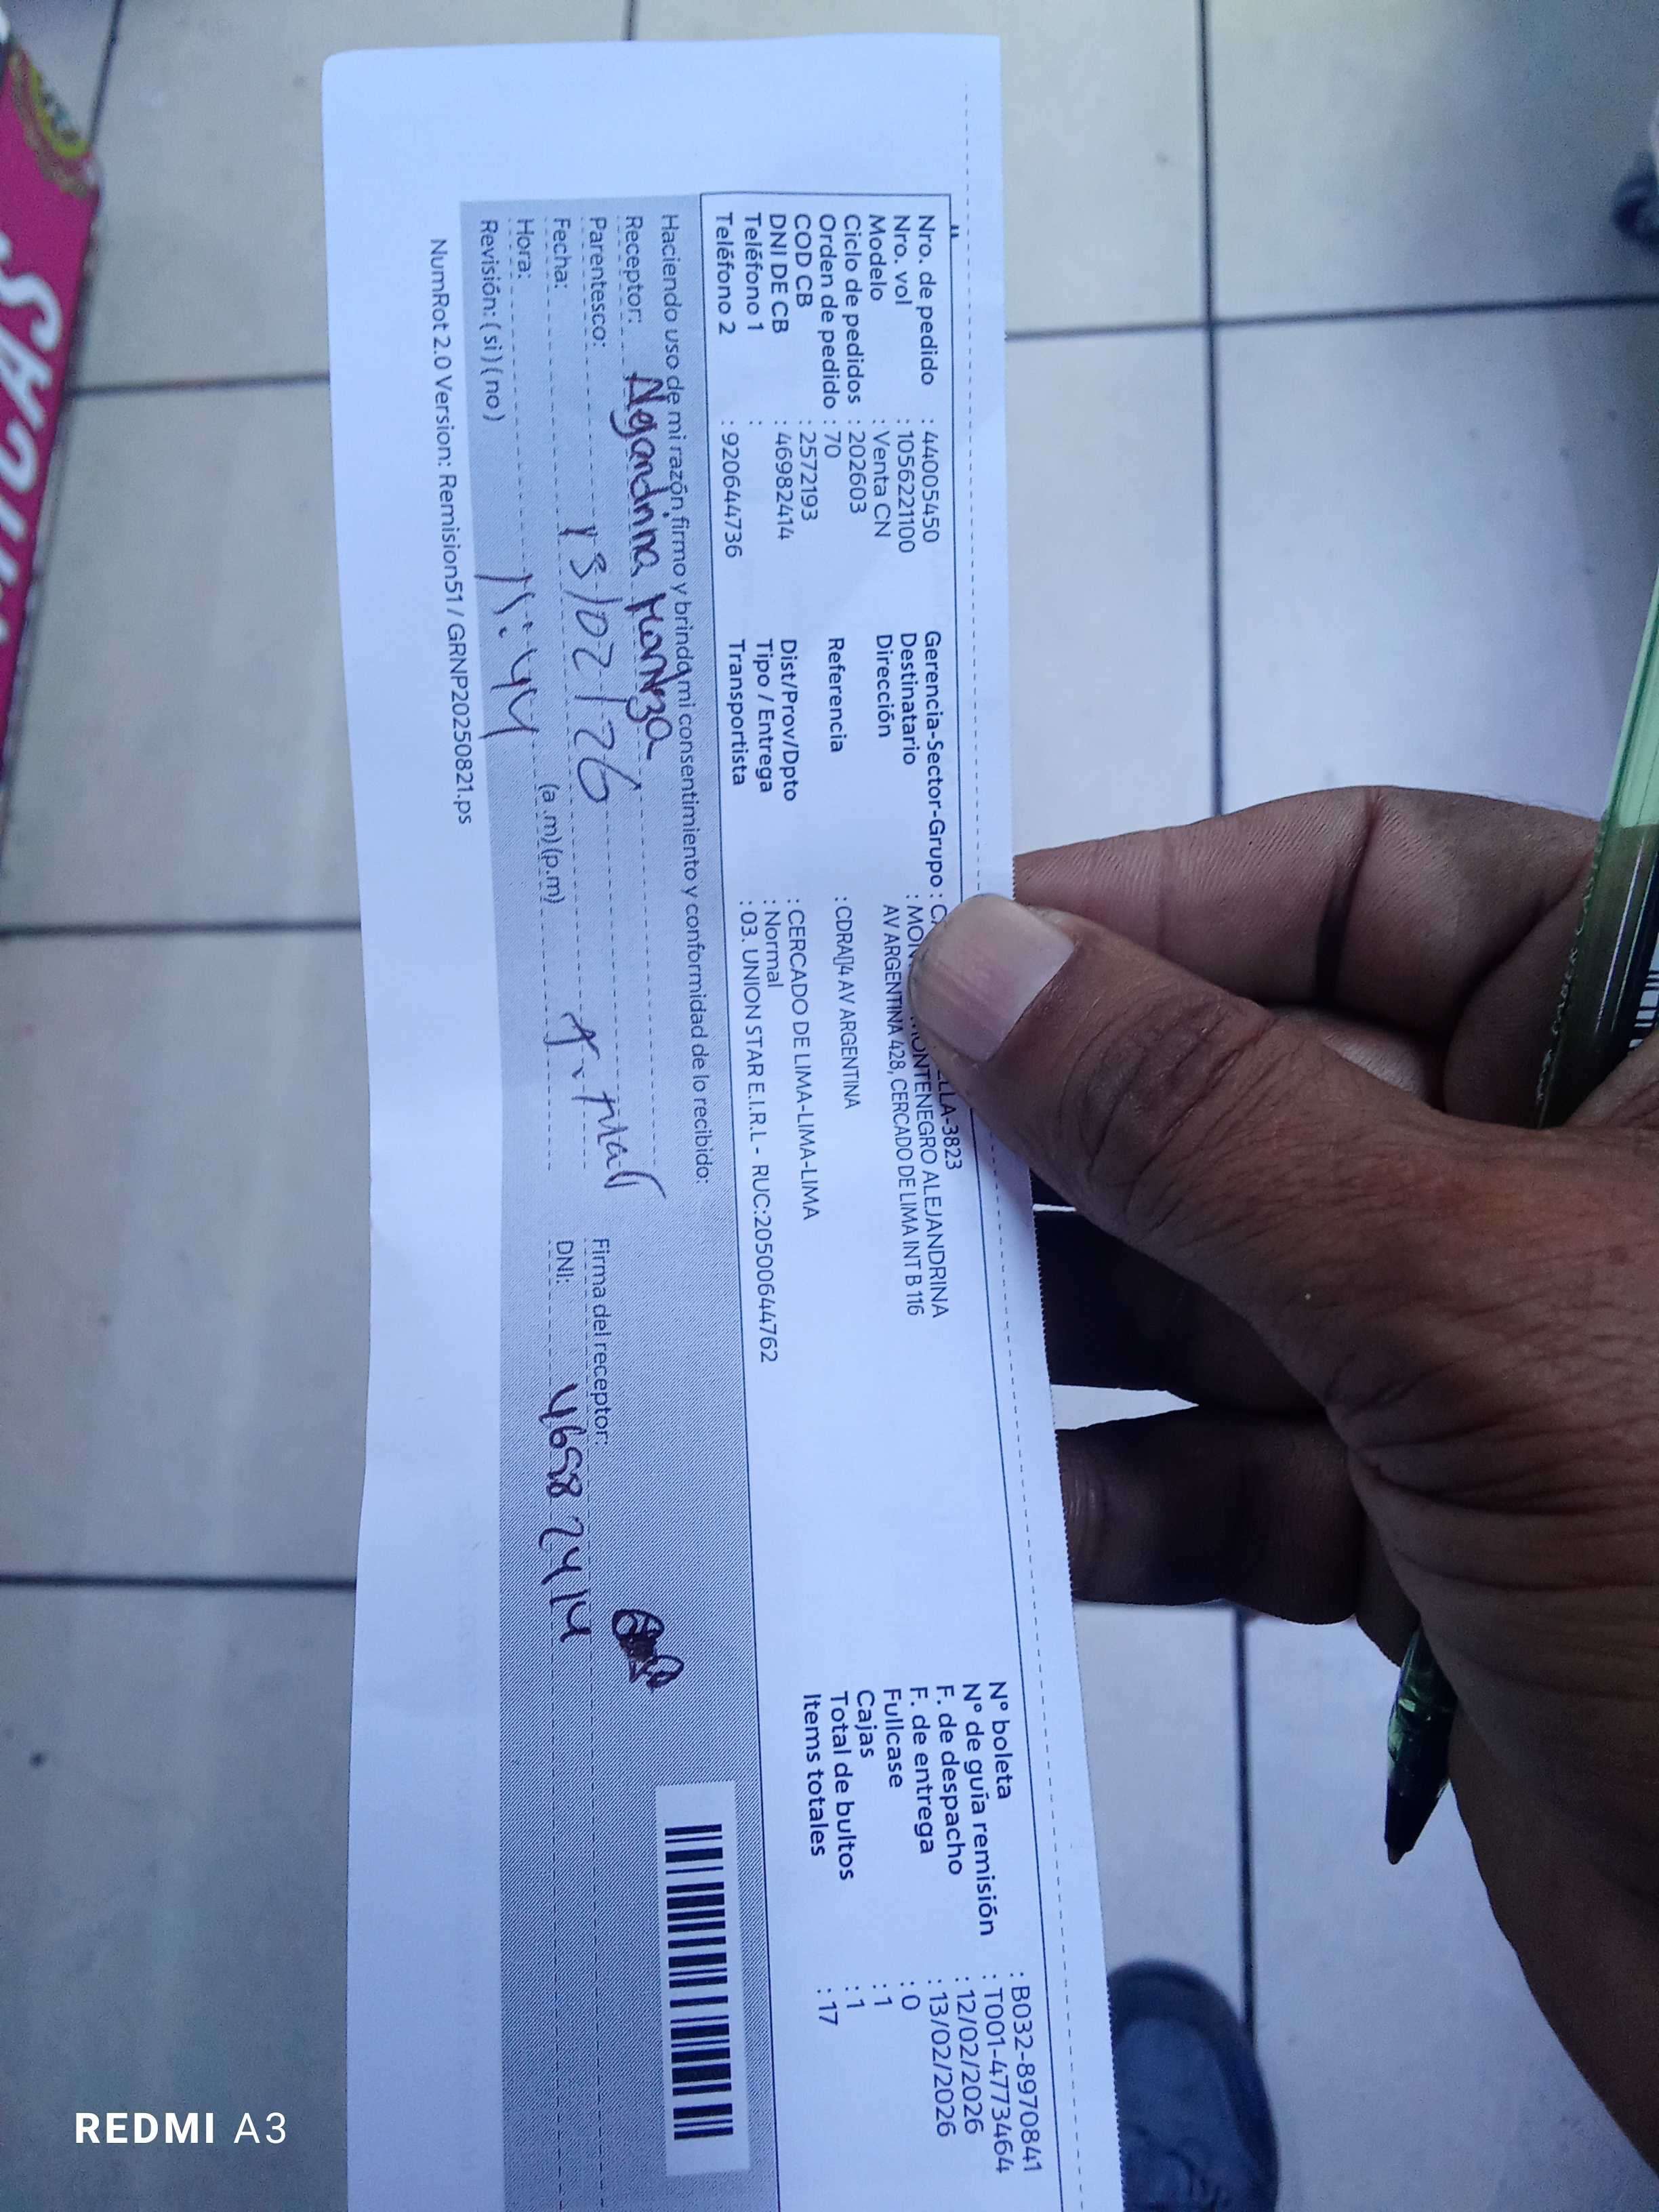 Nro. de pedido : 44005450
Nro. vol : 105622100
Modelo : Venta CN
Ciclo de pedidos : 202603
Orden de pedido : 70
COD CB : 2572193
DNI DE CB : 46982414
Teléfono 1 :
Teléfono 2 : 920644736
Gerencia-Sector-Grupo : LLA-3823
Destinatario : MONTENEGRO ALEJANDRINA
Dirección AV ARGENTINA 428, CERCADO DE LIMA INT B 116
Referencia : CDRA 4 AV ARGENTINA
Dist/Prov/Dpto : CERCADO DE LIMA-LIMA-LIMA
Tipo / Entrega : Normal
Transportista : 03. UNION STAR E.I.R.L - RUC:20500644762
N° boleta : B032-8970841
N° de guía remisión : T001-4773464
F. de despacho : 12/02/2026
F. de entrega : 13/02/2026
Fullcase : 0
Cajas : 1
Total de bultos : 1
Items totales : 17
Haciendo uso de mi razón firmo y brindo mi consentimiento y conformidad de lo recibido:
Receptor:
Parentesco:
Fecha: 13/02/26
Hora: 15:44 (a.m) (p.m)
Revisión: ( si ) ( no )
Firma del receptor:
DNI: 46982414
NumRot 2.0 Version: Remision51 / GRNP20250821.ps
REDMI A3